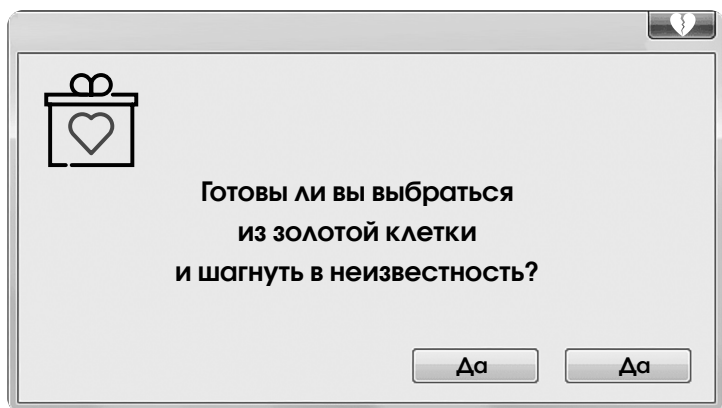 Готовы ли вы выбраться
из золотой клетки
и шагнуть в неизвестность?
Да Да